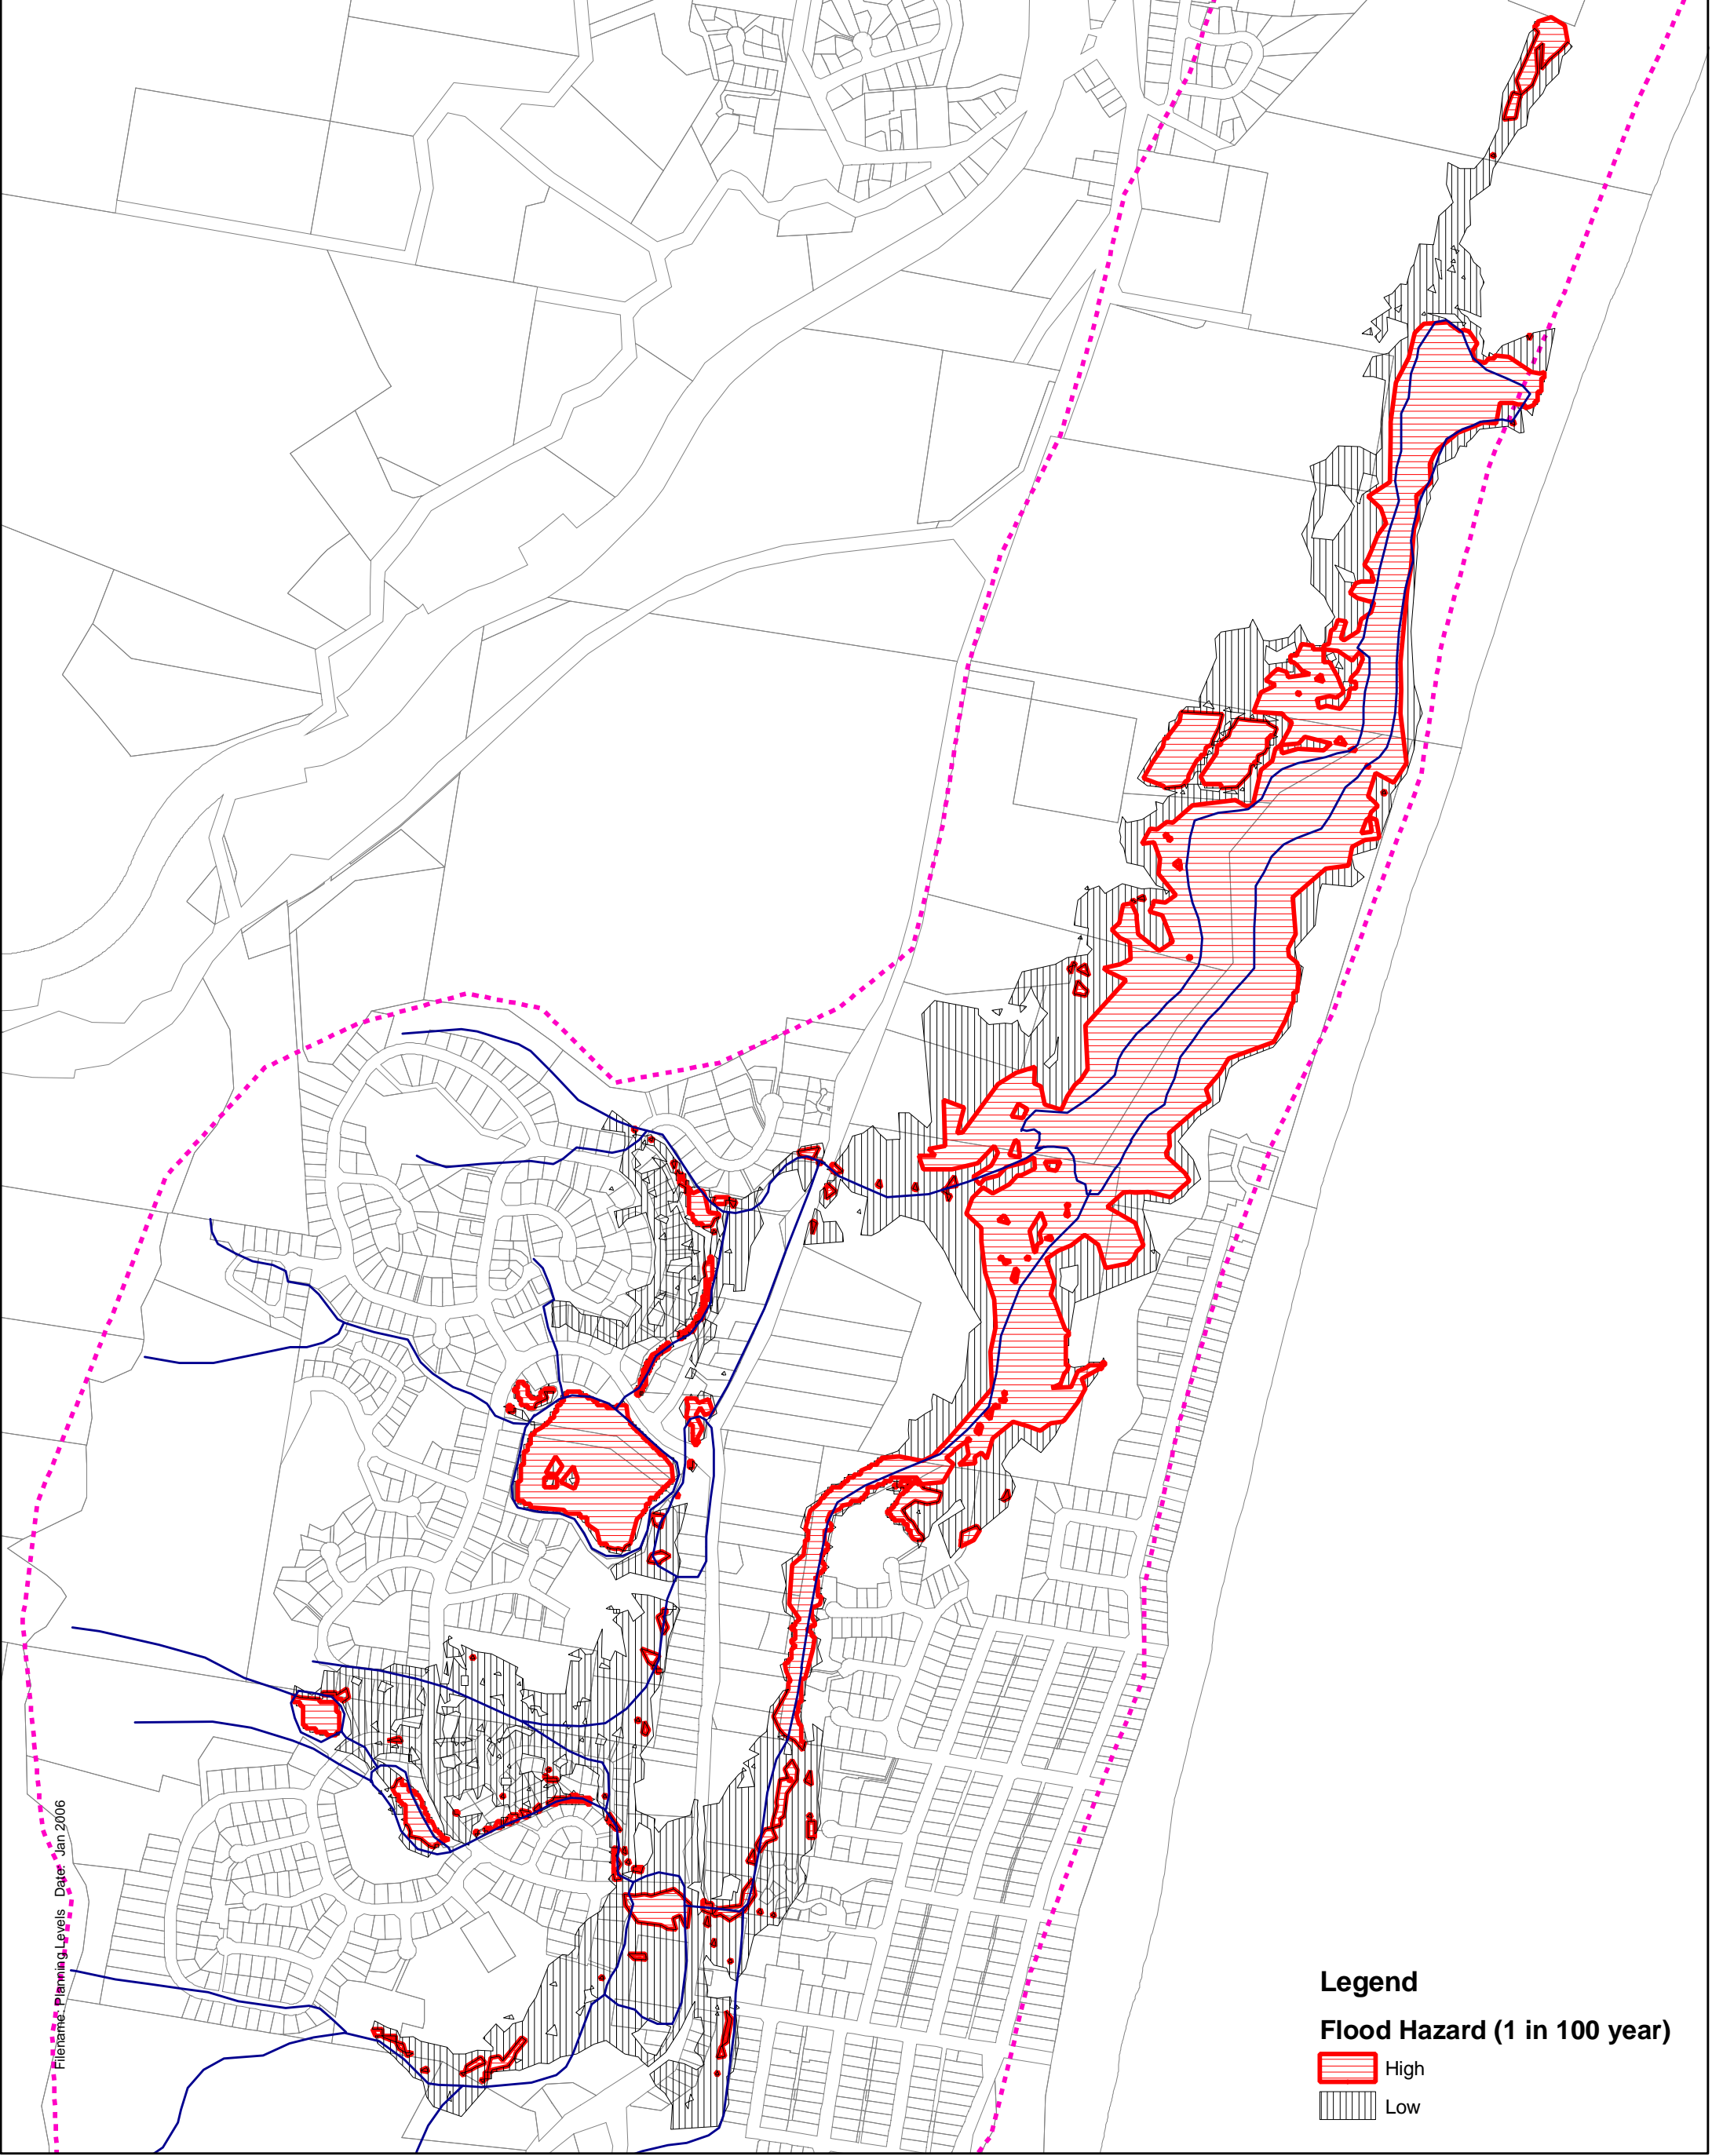 Filename: Planning Levels  Date: Jan 2006
Legend
Flood Hazard (1 in 100 year)
High
Low